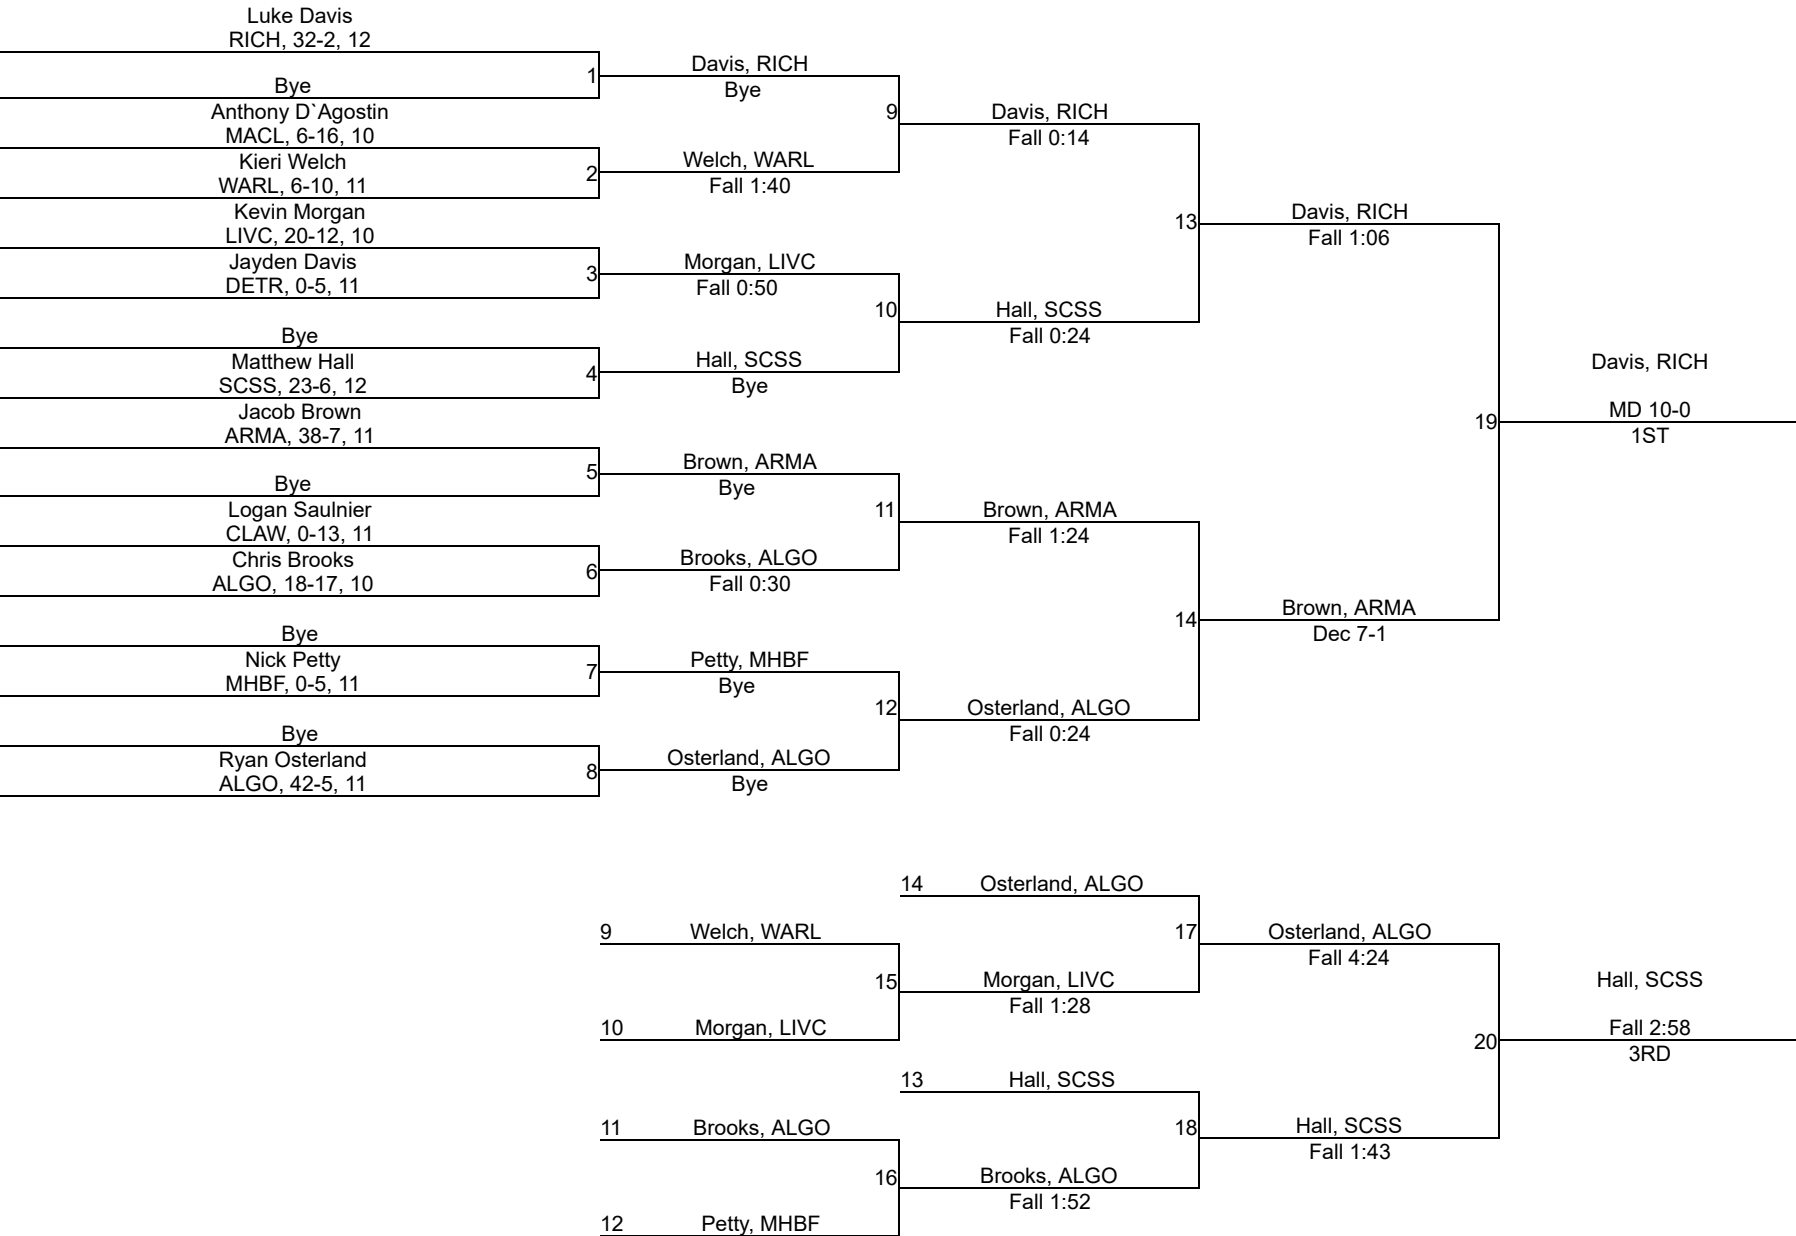 Luke Davis
RICH, 32-2, 12
Bye
1
Anthony D`Agostin
MACL, 6-16, 10
Kieri Welch
WARL, 6-10, 11
2
Kevin Morgan
LIVC, 20-12, 10
Jayden Davis
DETR, 0-5, 11
3
Bye
Matthew Hall
SCSS, 23-6, 12
4
Jacob Brown
ARMA, 38-7, 11
Bye
5
Logan Saulnier
CLAW, 0-13, 11
Chris Brooks
ALGO, 18-17, 10
6
Bye
Nick Petty
MHBF, 0-5, 11
7
Bye
Ryan Osterland
ALGO, 42-5, 11
8
Davis, RICH
Bye
9
Welch, WARL
Fall 1:40
Morgan, LIVC
Fall 0:50
10
Hall, SCSS
Bye
Brown, ARMA
Bye
11
Brooks, ALGO
Fall 0:30
Petty, MHBF
Bye
12
Osterland, ALGO
Bye
Davis, RICH
Fall 0:14
13
Hall, SCSS
Fall 0:24
Brown, ARMA
Fall 1:24
14
Osterland, ALGO
Fall 0:24
Davis, RICH
Fall 1:06
19
Brown, ARMA
Dec 7-1
Davis, RICH
MD 10-0
1ST
14 Osterland, ALGO
9 Welch, WARL
15
10 Morgan, LIVC
17
Morgan, LIVC
Fall 1:28
13 Hall, SCSS
11 Brooks, ALGO
16
12 Petty, MHBF
18
Brooks, ALGO
Fall 1:52
Osterland, ALGO
Fall 4:24
20
Hall, SCSS
Fall 1:43
Hall, SCSS
Fall 2:58
3RD